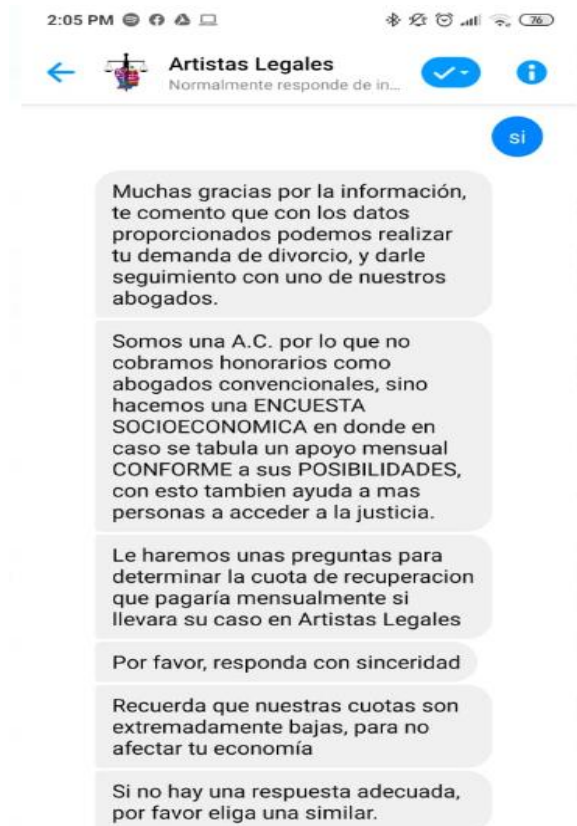 2:05 PM
76
Artistas Legales
Normalmente responde de in...
si
Muchas gracias por la información,
te comento que con los datos
proporcionados podemos realizar
tu demanda de divorcio, y darle
seguimiento con uno de nuestros
abogados.
Somos una A.C. por lo que no
cobramos honorarios como
abogados convencionales, sino
hacemos una ENCUESTA
SOCIOECONOMICA en donde en
caso se tabula un apoyo mensual
CONFORME a sus POSIBILIDADES,
con esto tambien ayuda a mas
personas a acceder a la justicia.
Le haremos unas preguntas para
determinar la cuota de recuperacion
que pagaría mensualmente si
llevara su caso en Artistas Legales
Por favor, responda con sinceridad
Recuerda que nuestras cuotas son
extremadamente bajas, para no
afectar tu economía
Si no hay una respuesta adecuada,
por favor eliga una similar.